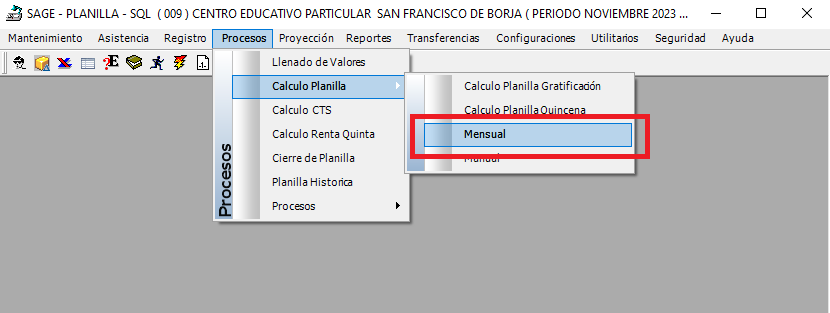 SAGE - PLANILLA - SQL ( 009 ) CENTRO EDUCATIVO PARTICULAR SAN FRANCISCO DE BORJA ( PERIODO NOVIEMBRE 2023 ...
Mantenimiento Asistencia Registro Procesos Proyección Reportes Transferencias Configuraciones Utilitarios Seguridad Ayuda
Procesos
Llenado de Valores
Calculo Planilla
Calculo CTS
Calculo Renta Quinta
Cierre de Planilla
Planilla Historica
Procesos
Calculo Planilla Gratificación
Calculo Planilla Quincena
Mensual
Manual